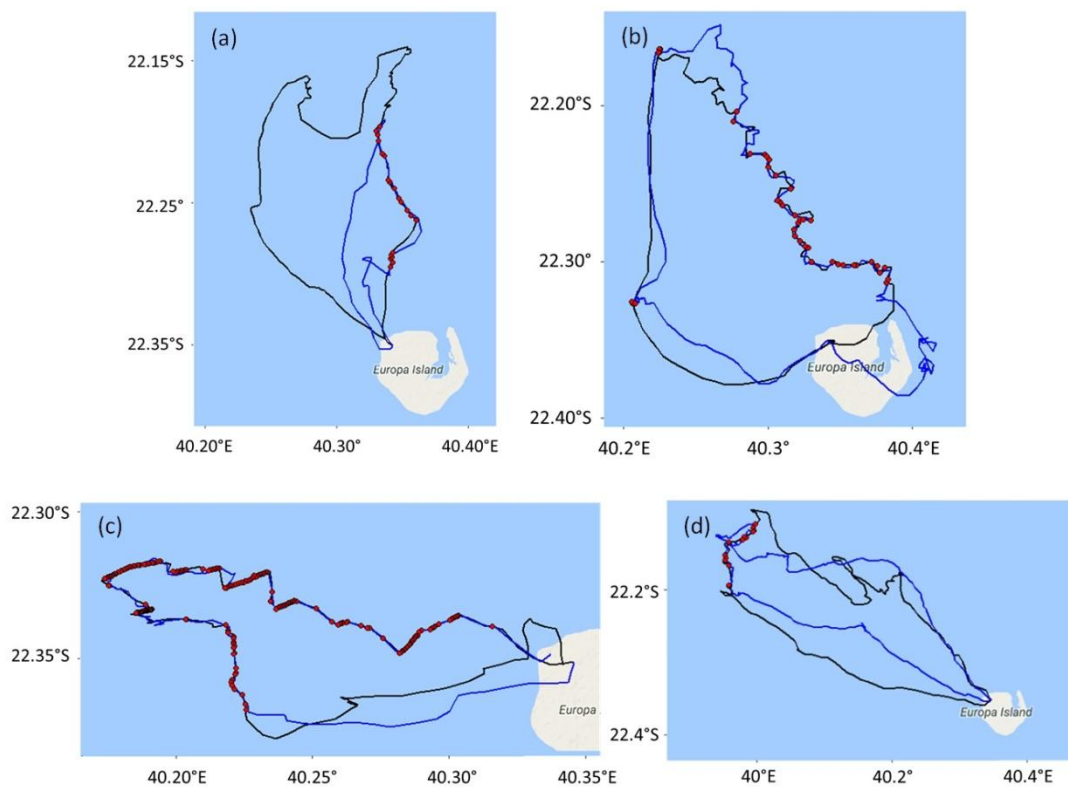 (a)
22.15°S
22.25°S
22.35°S
Europa Island
40.20°E
40.30°E
40.40°E
(b)
22.20°S
22.30°S
22.40°S
Europa Island
40.2°E
40.3°
40.4°E
(c)
22.30°S
22.35°S
Europa
40.20°E
40.25°E
40.30°E
40.35°E
(d)
22.2°S
22.4°S
Europa Island
40°E
40.2°E
40.4°E